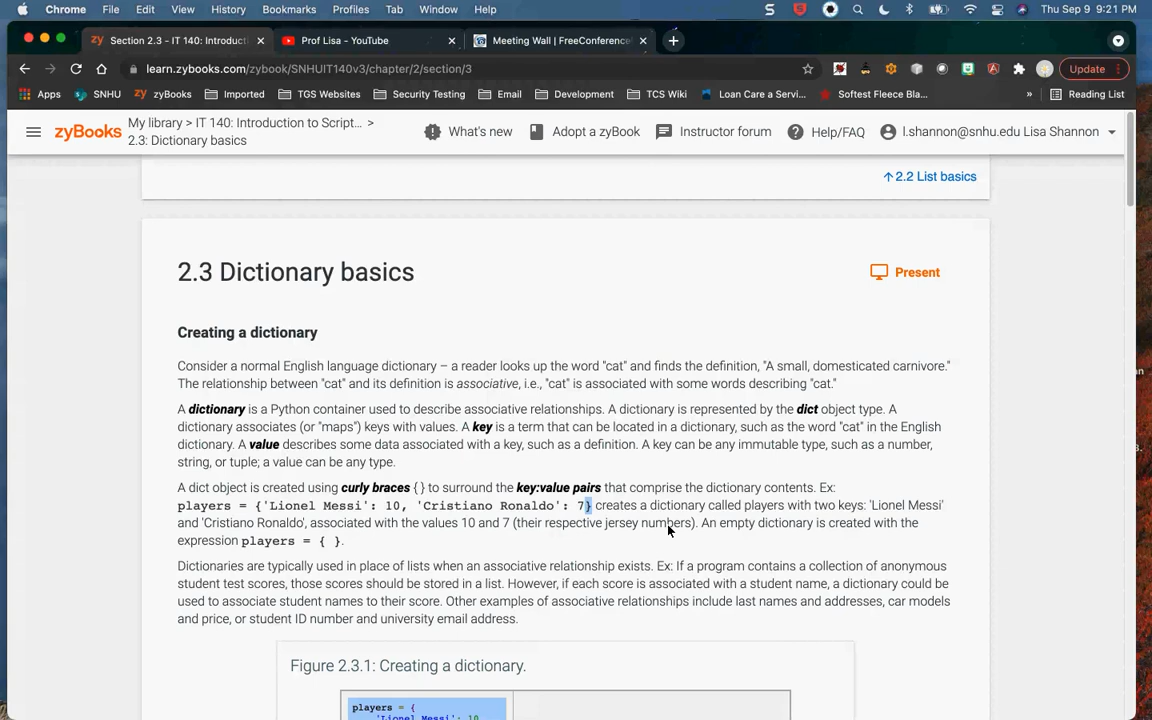 Chrome File Edit View History Bookmarks Profiles Tab Window Help Thu Sep 9 9:21 PM
Section 2.3 - IT 140: Introducti Prof Lisa - YouTube Meeting Wall | FreeConference
learn.zybooks.com/zybook/SNHUIT140v3/chapter/2/section/3 Update
Apps SNHU zyBooks Imported TGS Websites Security Testing Email Development TCS Wiki Loan Care a Servi... Softest Fleece Bla... » Reading List
zyBooks My library > IT 140: Introduction to Script... > What's new Adopt a zyBook Instructor forum Help/FAQ l.shannon@snhu.edu Lisa Shannon
2.3: Dictionary basics
↑ 2.2 List basics
2.3 Dictionary basics Present
Creating a dictionary
Consider a normal English language dictionary – a reader looks up the word "cat" and finds the definition, "A small, domesticated carnivore."
The relationship between "cat" and its definition is associative, i.e., "cat" is associated with some words describing "cat."
A dictionary is a Python container used to describe associative relationships. A dictionary is represented by the dict object type. A
dictionary associates (or "maps") keys with values. A key is a term that can be located in a dictionary, such as the word "cat" in the English
dictionary. A value describes some data associated with a key, such as a definition. A key can be any immutable type, such as a number,
string, or tuple; a value can be any type.
A dict object is created using curly braces { } to surround the key:value pairs that comprise the dictionary contents. Ex:
players = {'Lionel Messi': 10, 'Cristiano Ronaldo': 7} creates a dictionary called players with two keys: 'Lionel Messi'
and 'Cristiano Ronaldo', associated with the values 10 and 7 (their respective jersey numbers). An empty dictionary is created with the
expression players = { }.
Dictionaries are typically used in place of lists when an associative relationship exists. Ex: If a program contains a collection of anonymous
student test scores, those scores should be stored in a list. However, if each score is associated with a student name, a dictionary could be
used to associate student names to their score. Other examples of associative relationships include last names and addresses, car models
and price, or student ID number and university email address.
Figure 2.3.1: Creating a dictionary.
players = {
'Lionel Messi': 10